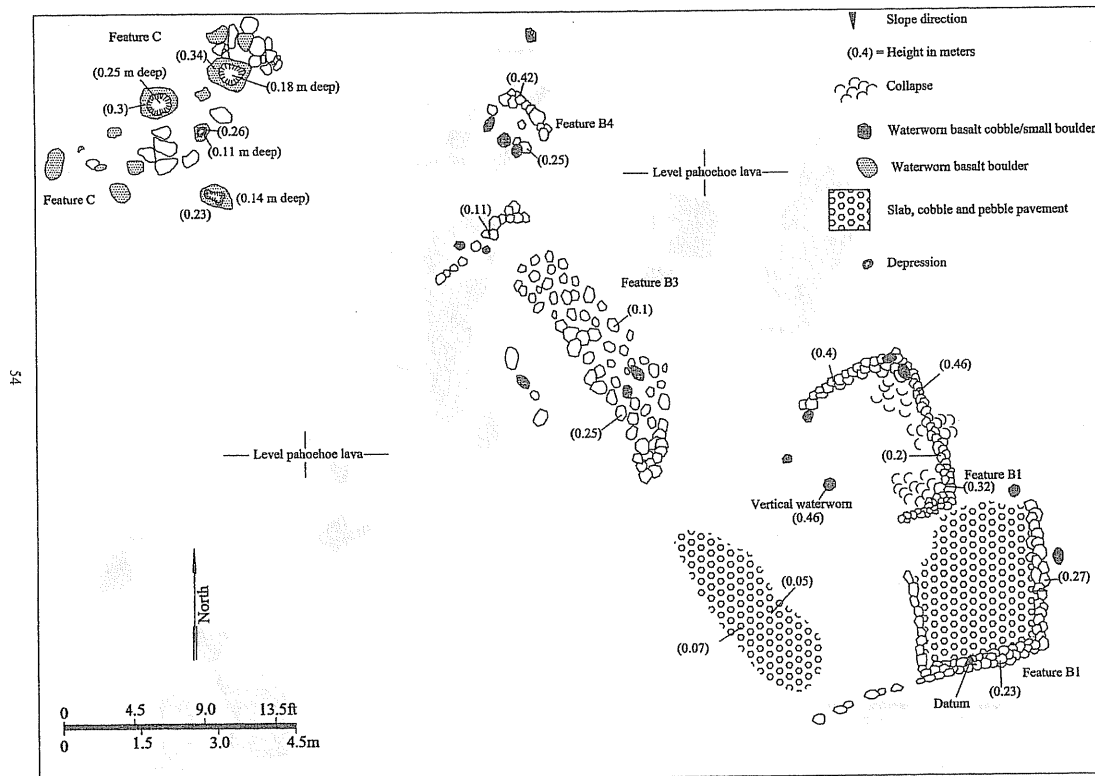 Feature C
(0.34)
(0.25 m deep)
(0.18 m deep)
(0.3)
(0.26)
(0.11 m deep)
Feature C
(0.14 m deep)
(0.23)
(0.42)
Feature B4
(0.25)
Level pahoehoe lava
(0.11)
Feature B3
(0.1)
(0.25)
Level pahoehoe lava
Slope direction
(0.4) = Height in meters
Collapse
Waterworn basalt cobble/small boulder
Waterworn basalt boulder
Slab, cobble and pebble pavement
Depression
(0.4)
(0.46)
(0.2)
Feature B1
(0.32)
Vertical waterworn
(0.46)
(0.05)
(0.07)
(0.27)
Feature B1
(0.23)
Datum
North
0 4.5 9.0 13.5ft
0 1.5 3.0 4.5m
54